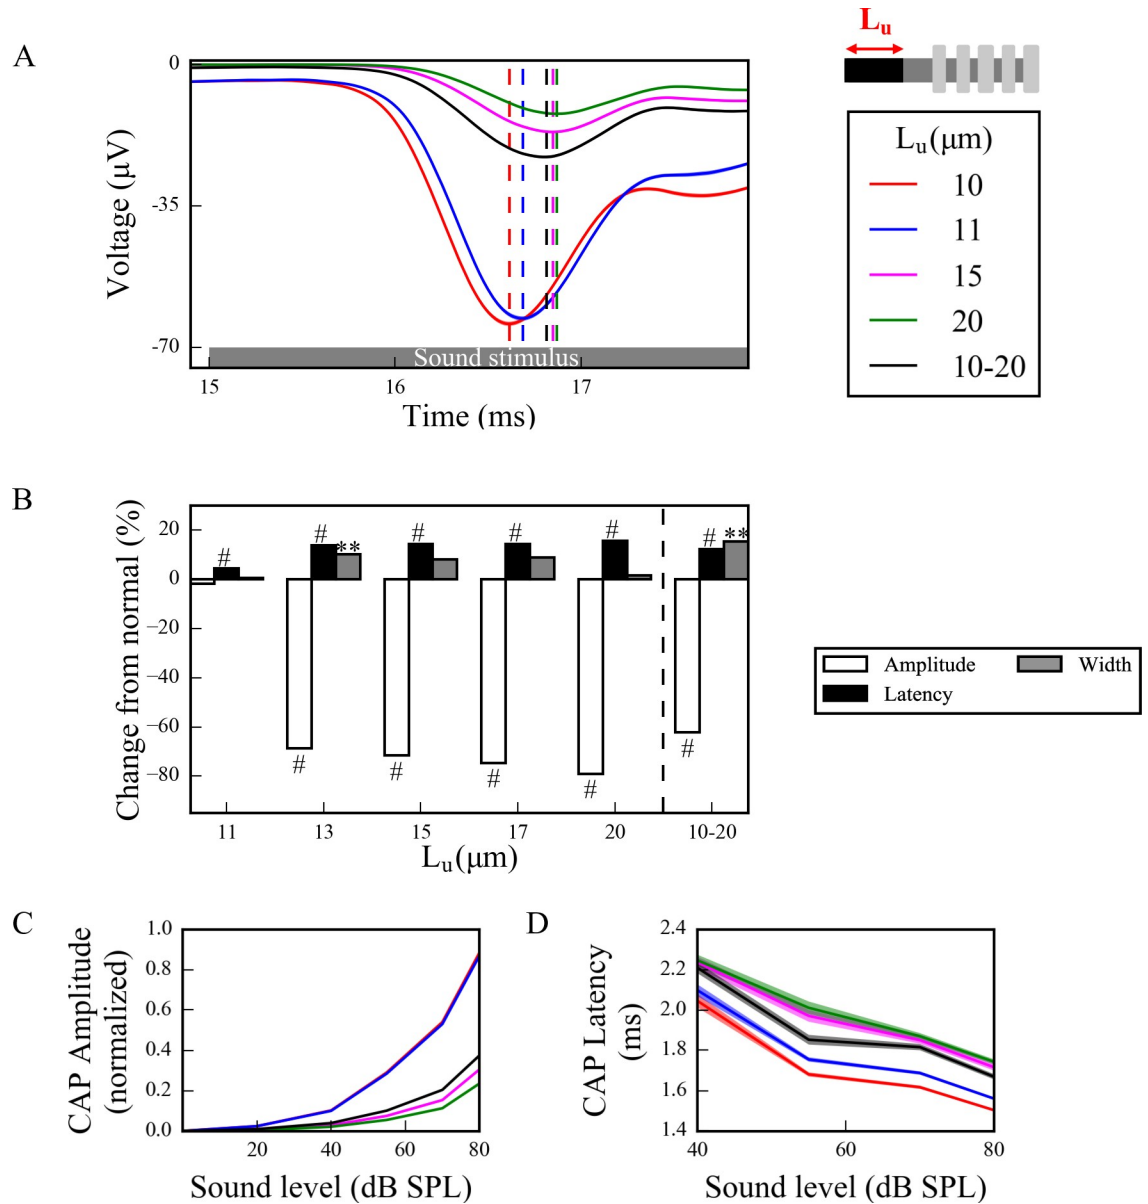 A
Voltage (μV)
0
-35
-70
Sound stimulus
15
16
17
Time (ms)
Lu
Lu(μm)
10
11
15
20
10-20
B
Change from normal (%)
20
0
−20
−40
−60
−80
#
#
**
#
#
#
#
**
#
#
#
#
#
11
13
15
17
20
10-20
Lu(μm)
Amplitude
Width
Latency
C
CAP Amplitude
(normalized)
1.0
0.8
0.6
0.4
0.2
0.0
20
40
60
80
Sound level (dB SPL)
D
CAP Latency
(ms)
2.4
2.2
2.0
1.8
1.6
1.4
40
60
80
Sound level (dB SPL)